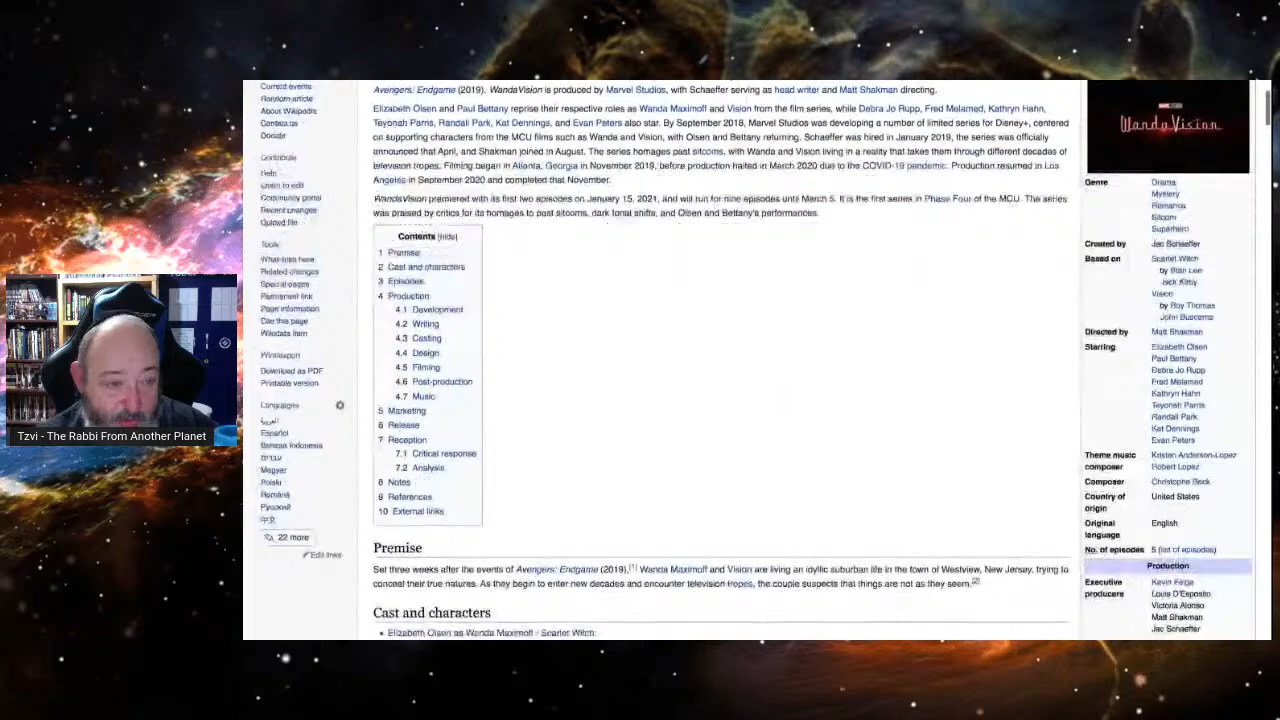 Current events
Random article
About Wikipedia
Contact us
Donate
Contribute
Help
Learn to edit
Community portal
Recent changes
Upload file
Tools
What links here
Related changes
Special pages
Permanent link
Page information
Cite this page
Wikidata item
Download as PDF
Printable version
Languages
العربية
Español
Bahasa Indonesia
עברית
Magyar
Polski
Română
Русский
中文
22 more
Edit links
Tzvi - The Rabbi From Another Planet
Avengers: Endgame (2019). WandaVision is produced by Marvel Studios, with Schaeffer serving as head writer and Matt Shakman directing.
Elizabeth Olsen and Paul Bettany reprise their respective roles as Wanda Maximoff and Vision from the film series, while Debra Jo Rupp, Fred Melamed, Kathryn Hahn,
Teyonah Parris, Randall Park, Kat Dennings, and Evan Peters also star. By September 2018, Marvel Studios was developing a number of limited series for Disney+, centered
on supporting characters from the MCU films such as Wanda and Vision, with Olsen and Bettany returning. Schaeffer was hired in January 2019, the series was officially
announced that April, and Shakman joined in August. The series homages past sitcoms, with Wanda and Vision living in a reality that takes them through different decades of
television tropes. Filming began in Atlanta, Georgia in November 2019, before production halted in March 2020 due to the COVID-19 pandemic. Production resumed in Los
Angeles in September 2020 and completed that November.
WandaVision premiered with its first two episodes on January 15, 2021, and will run for nine episodes until March 5. It is the first series in Phase Four of the MCU. The series
was praised by critics for its homages to past sitcoms, dark tonal shifts, and Olsen and Bettany's performances.
Contents [hide]
1 Premise
2 Cast and characters
3 Episodes
4 Production
4.1 Development
4.2 Writing
4.3 Casting
4.4 Design
4.5 Filming
4.6 Post-production
4.7 Music
5 Marketing
6 Release
7 Reception
7.1 Critical response
7.2 Analysis
8 Notes
9 References
10 External links
Premise
Set three weeks after the events of Avengers: Endgame (2019),[1] Wanda Maximoff and Vision are living an idyllic suburban life in the town of Westview, New Jersey, trying to
conceal their true natures. As they begin to enter new decades and encounter television tropes, the couple suspects that things are not as they seem.[2]
Cast and characters
• Elizabeth Olsen as Wanda Maximoff / Scarlet Witch:
WandaVision
Genre Drama
Mystery
Romance
Sitcom
Superhero
Created by Jac Schaeffer
Based on Scarlet Witch
by Stan Lee
Jack Kirby
Vision
by Roy Thomas
John Buscema
Directed by Matt Shakman
Starring Elizabeth Olsen
Paul Bettany
Debra Jo Rupp
Fred Melamed
Kathryn Hahn
Teyonah Parris
Randall Park
Kat Dennings
Evan Peters
Theme music Kristen Anderson-Lopez
composer Robert Lopez
Composer Christophe Beck
Country of United States
origin
Original English
language
No. of episodes 5 (list of episodes)
Production
Executive Kevin Feige
producers Louis D'Esposito
Victoria Alonso
Matt Shakman
Jac Schaeffer